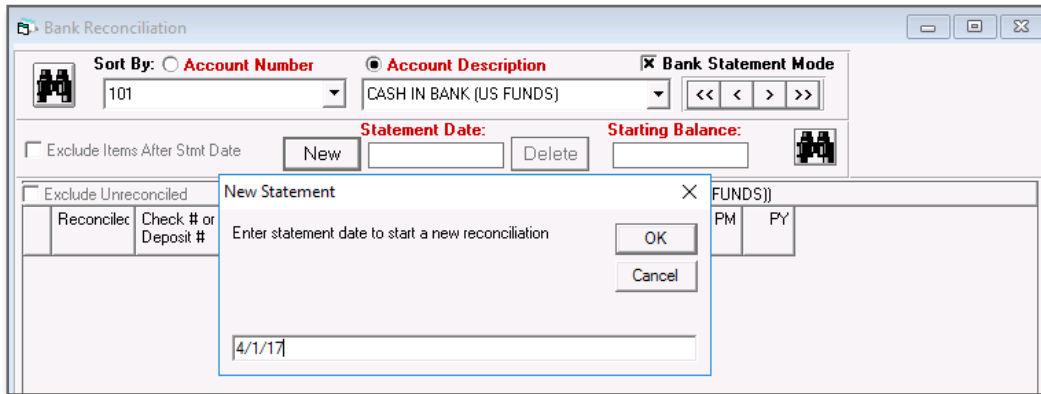 Bank Reconciliation
Sort By: Account Number Account Description Bank Statement Mode
101 CASH IN BANK (US FUNDS) << < > >>
Statement Date: Starting Balance:
Exclude Items After Stmt Date New Delete
Exclude Unreconciled New Statement FUNDS))
Reconciled Check # or Deposit # PM PY
Enter statement date to start a new reconciliation OK
Cancel
4/1/17